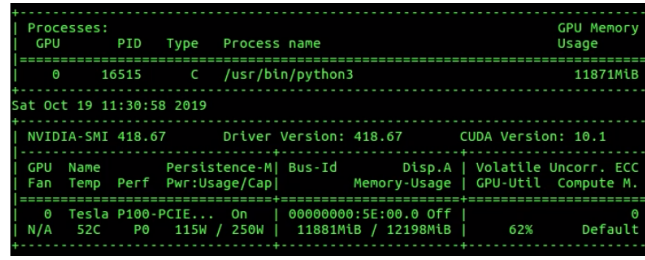 +-----------------------------------------------------------------------------
| Processes:                                                       GPU Memory
|  GPU       PID   Type   Process name                             Usage
|=============================================================================
|    0     16515      C   /usr/bin/python3                           11871MiB
+-----------------------------------------------------------------------------
Sat Oct 19 11:30:58 2019
+-----------------------------------------------------------------------------
| NVIDIA-SMI 418.67       Driver Version: 418.67       CUDA Version: 10.1
|-------------------------------+----------------------+----------------------
| GPU  Name        Persistence-M| Bus-Id        Disp.A | Volatile Uncorr. ECC
| Fan  Temp  Perf  Pwr:Usage/Cap|         Memory-Usage | GPU-Util  Compute M.
|===============================+======================+======================
|   0  Tesla P100-PCIE...  On   | 00000000:5E:00.0 Off |                    0
| N/A   52C    P0   115W / 250W |  11881MiB / 12198MiB |     62%      Default
+-------------------------------+----------------------+----------------------